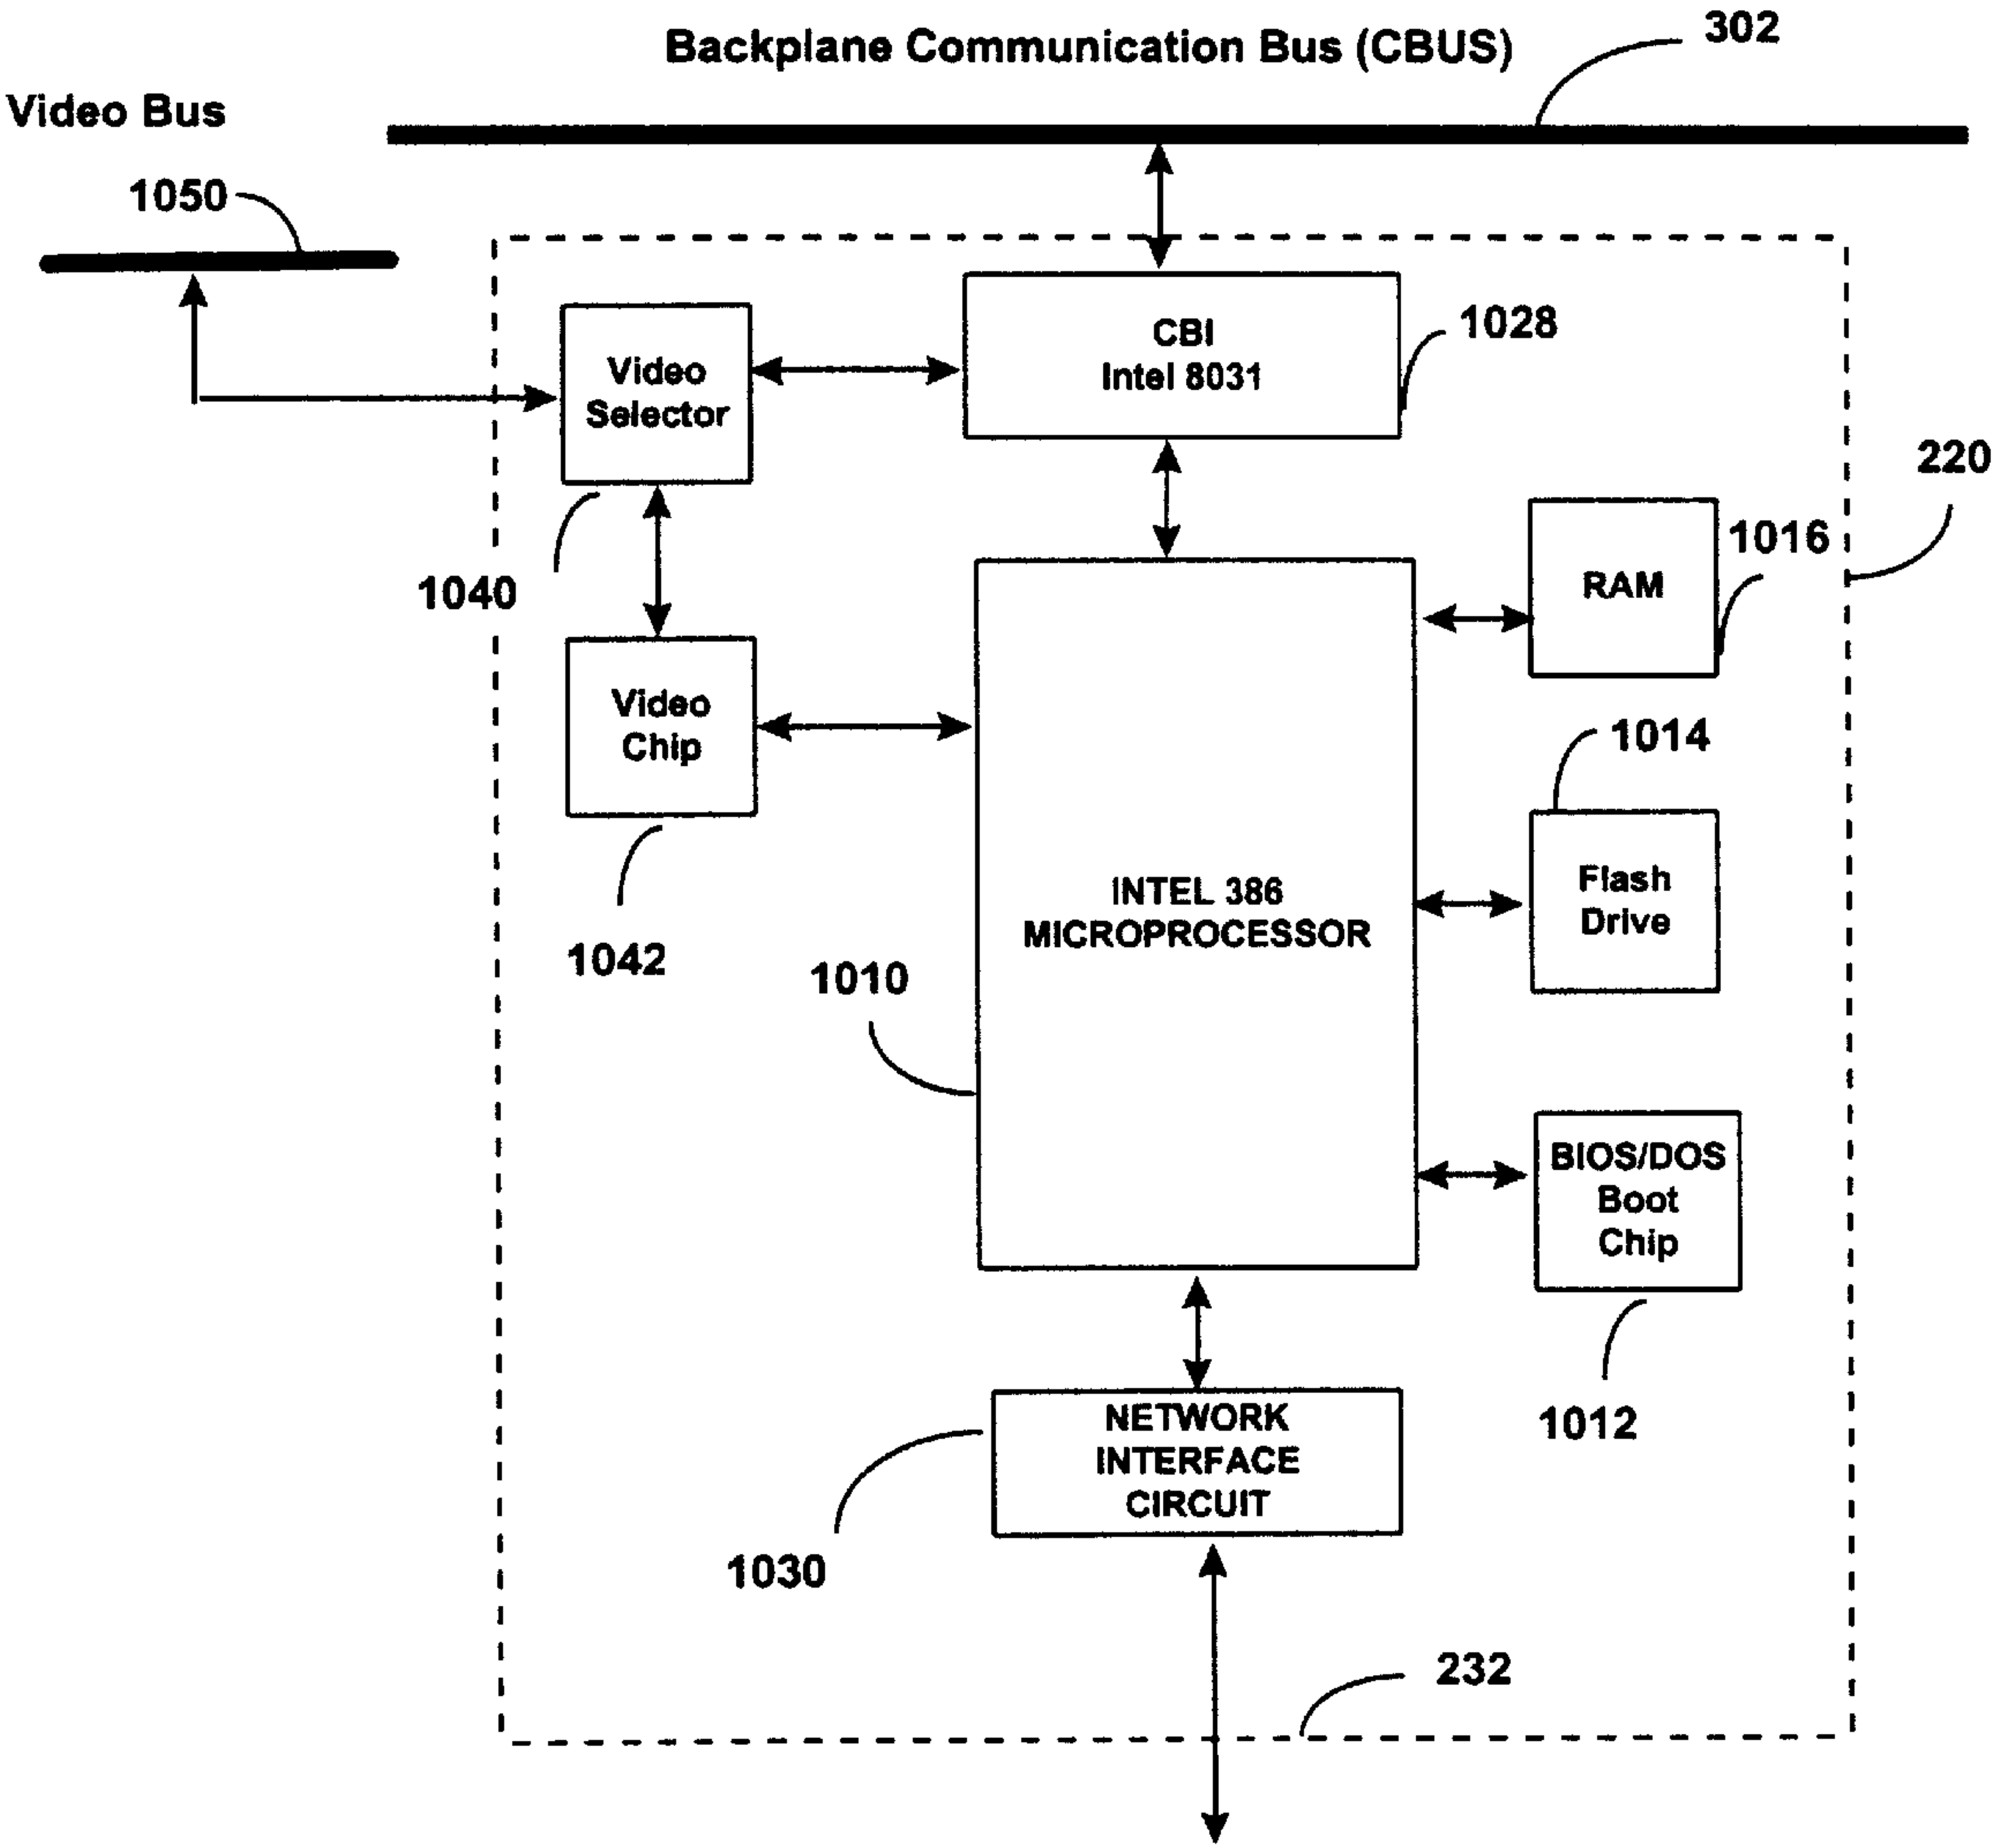 Backplane Communication Bus (CBUS)
302
Video Bus
1050
CBI
Intel 8031
1028
Video
Selector
1040
220
RAM
1016
Video
Chip
1042
1014
Flash
Drive
INTEL 386
MICROPROCESSOR
1010
BIOS/DOS
Boot
Chip
1012
NETWORK
INTERFACE
CIRCUIT
1030
232